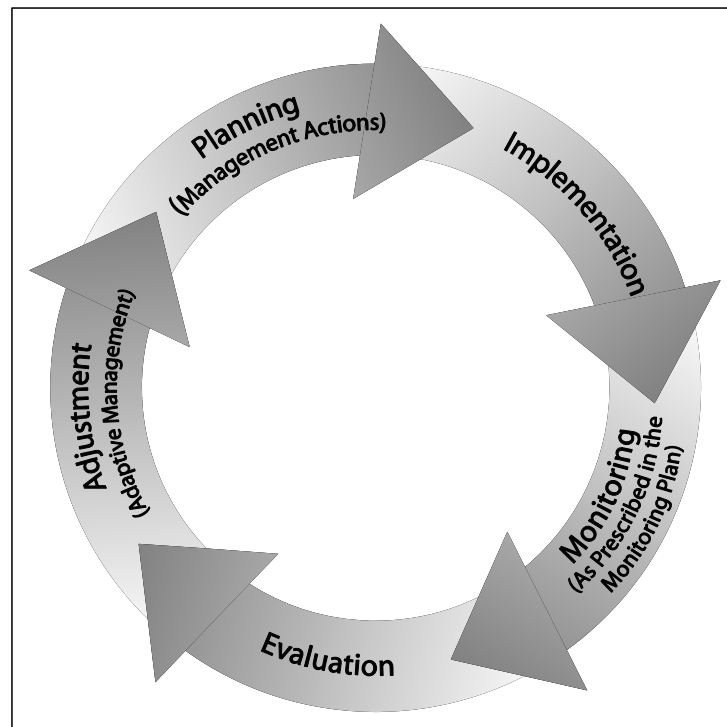 Planning
(Management Actions)
Implementation
Monitoring
(As Prescribed in the
Monitoring Plan)
Evaluation
Adjustment
(Adaptive Management)